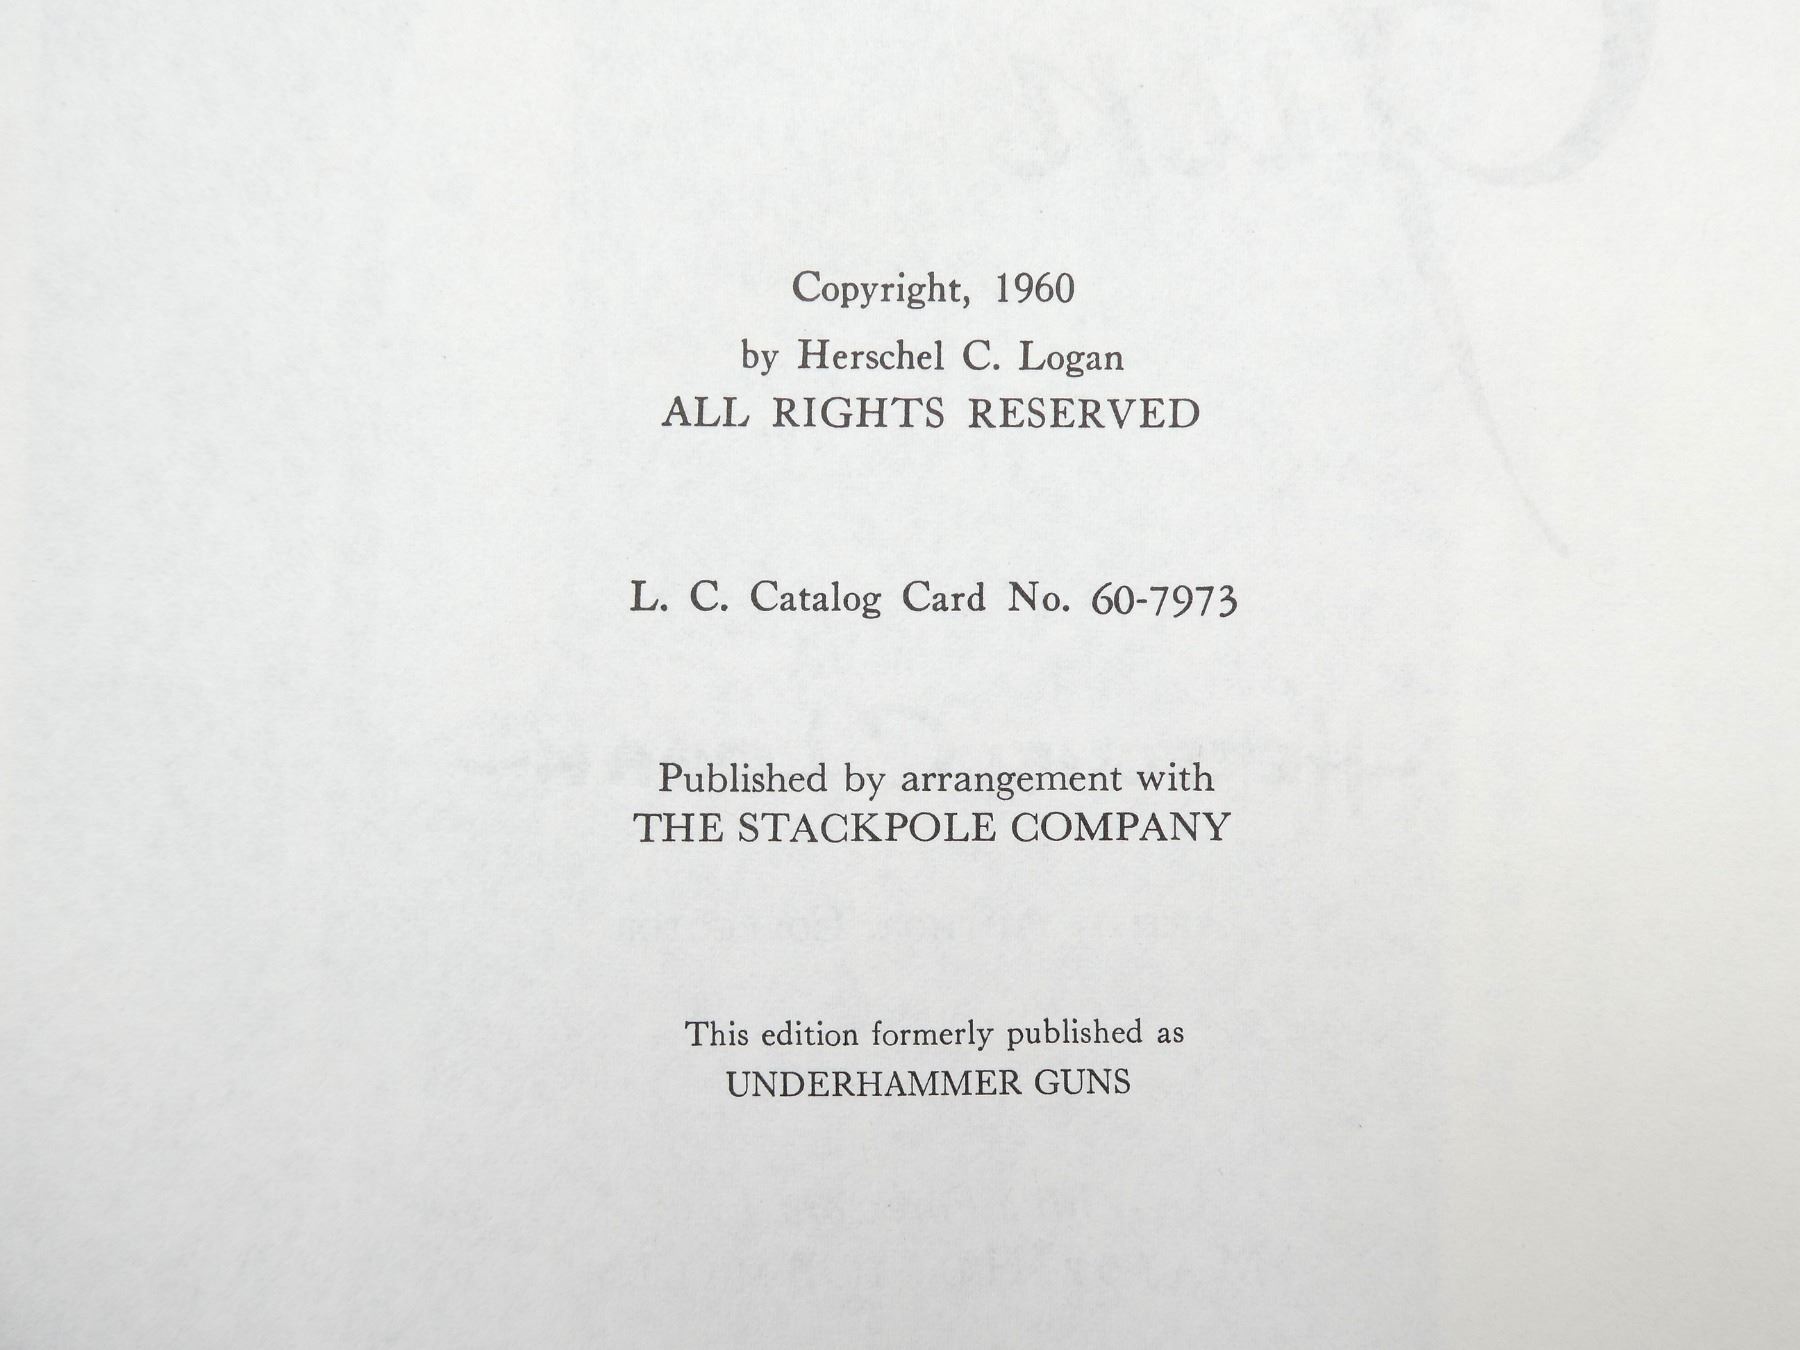 Copyright, 1960
by Herschel C. Logan
ALL RIGHTS RESERVED
L. C. Catalog Card No. 60-7973
Published by arrangement with
THE STACKPOLE COMPANY
This edition formerly published as
UNDERHAMMER GUNS